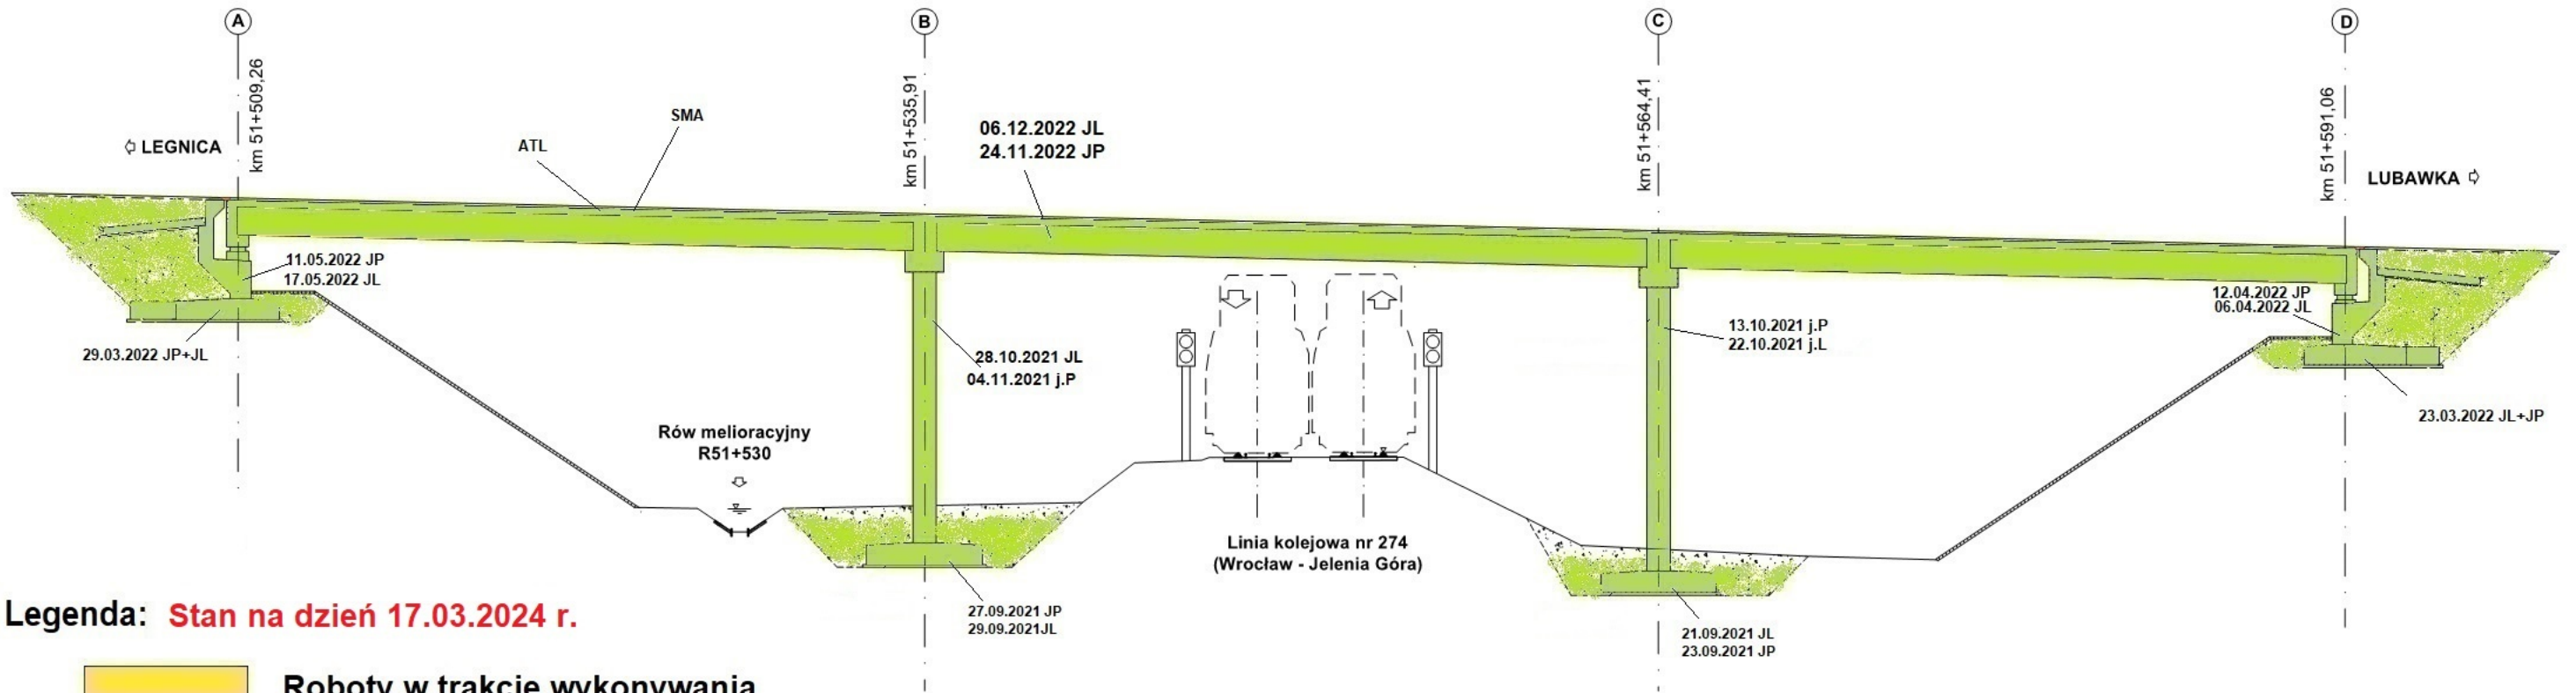 A
B
C
D
km 51+509,26
km 51+535,91
km 51+564,41
km 51+591,06
LEGNICA
ATL
SMA
06.12.2022 JL
24.11.2022 JP
LUBAWKA
11.05.2022 JP
17.05.2022 JL
29.03.2022 JP+JL
28.10.2021 JL
04.11.2021 j.P
13.10.2021 j.P
22.10.2021 j.L
12.04.2022 JP
06.04.2022 JL
23.03.2022 JL+JP
Rów melioracyjny
R51+530
Linia kolejowa nr 274
(Wrocław - Jelenia Góra)
27.09.2021 JP
29.09.2021JL
21.09.2021 JL
23.09.2021 JP
Legenda: Stan na dzień 17.03.2024 r.
Roboty w trakcie wykonywania